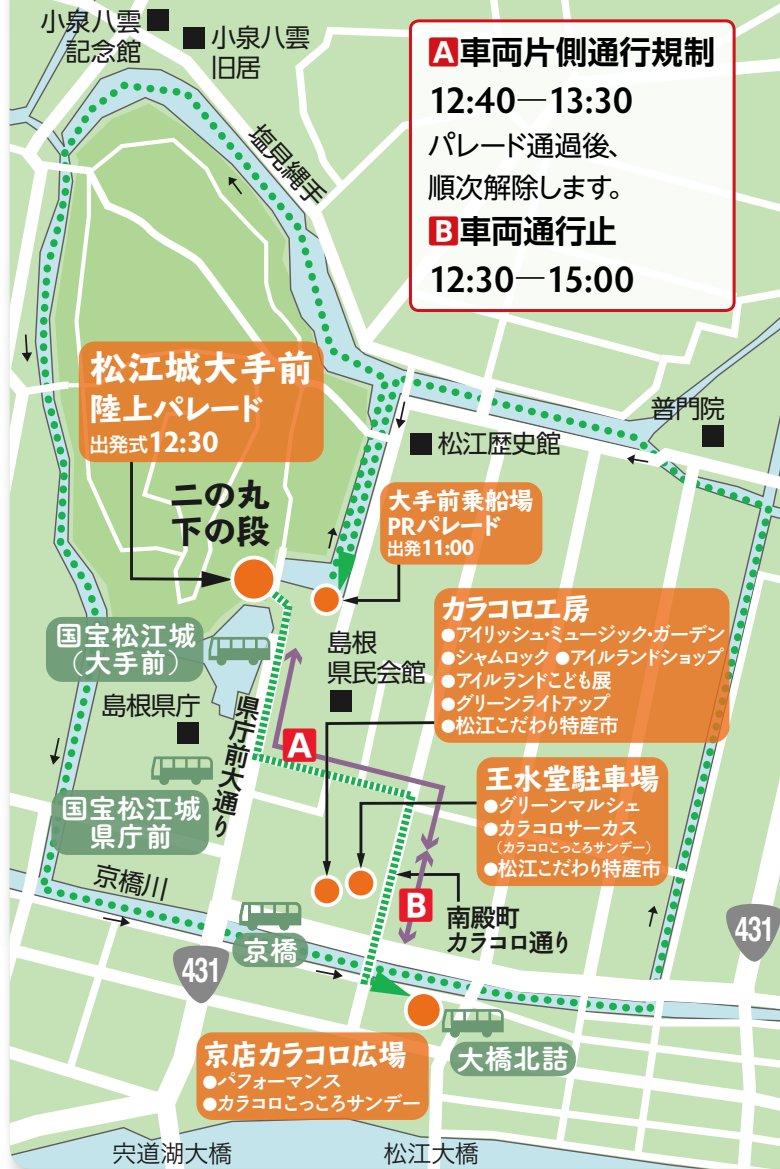 小泉八雲
記念館
小泉八雲
旧居
A車両片側通行規制
12:40―13:30
パレード通過後、
順次解除します。
B車両通行止
12:30―15:00
塩見縄手
松江城大手前
陸上パレード
出発式12:30
普門院
松江歴史館
二の丸
下の段
大手前乗船場
PRパレード
出発11:00
カラコロ工房
●アイリッシュ・ミュージック・ガーデン
●シャムロック ●アイルランドショップ
●アイルランドこども展
●グリーンライトアップ
●松江こだわり特産市
国宝松江城
（大手前）
島根
県民会館
島根県庁
県庁前大通り
A
王水堂駐車場
●グリーンマルシェ
●カラコロサーカス
（カラコロこっころサンデー）
●松江こだわり特産市
国宝松江城
県庁前
京橋川
B
南殿町
カラコロ通り
京橋
431
431
大橋北詰
京店カラコロ広場
●パフォーマンス
●カラコロこっころサンデー
宍道湖大橋
松江大橋